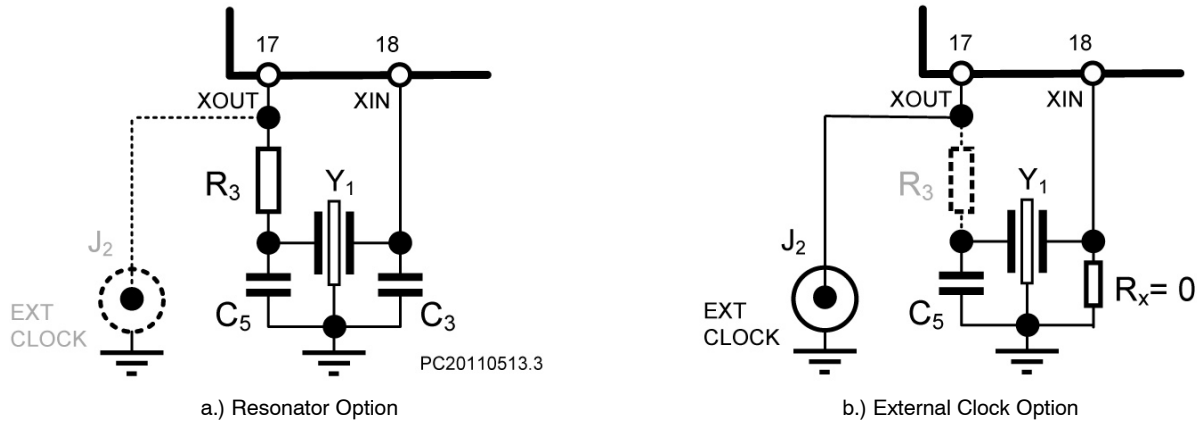 17
18
XOUT
XIN
R3
Y1
J2
EXT
CLOCK
C5
C3
PC20110513.3
a.) Resonator Option
17
18
XOUT
XIN
R3
Y1
J2
EXT
CLOCK
C5
Rx= 0
b.) External Clock Option